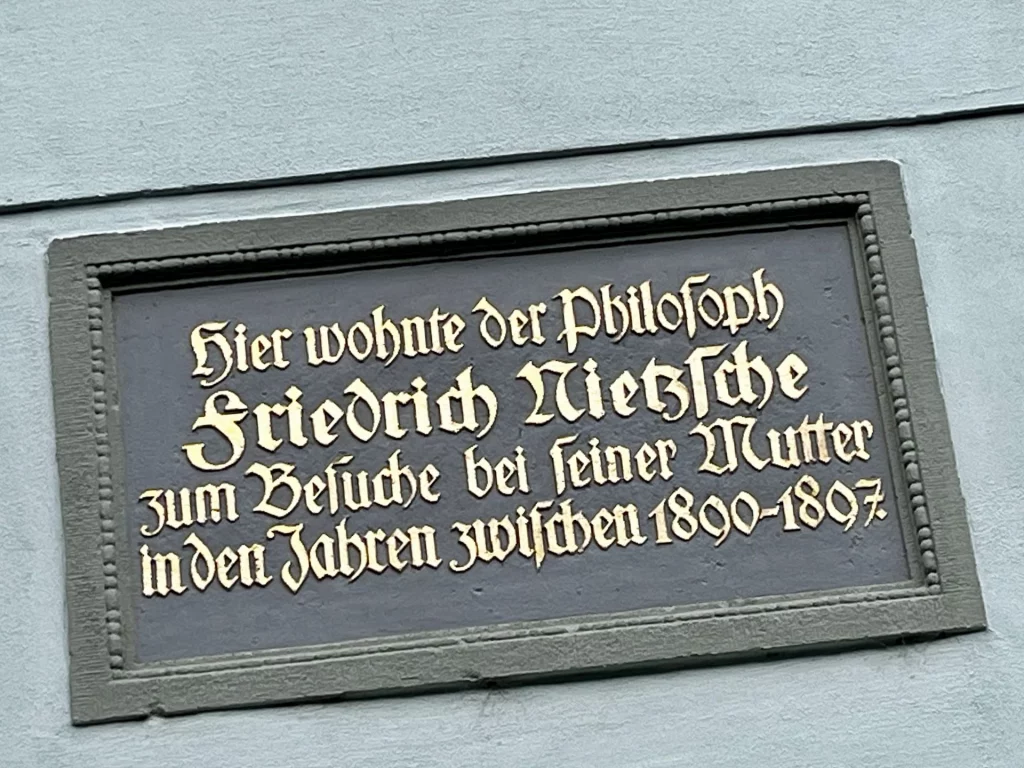 Hier wohnte der Philoſoph
Friedrich Nietzſche
zum Beſuche bei ſeiner Mutter
in den Jahren zwiſchen 1890-1897.